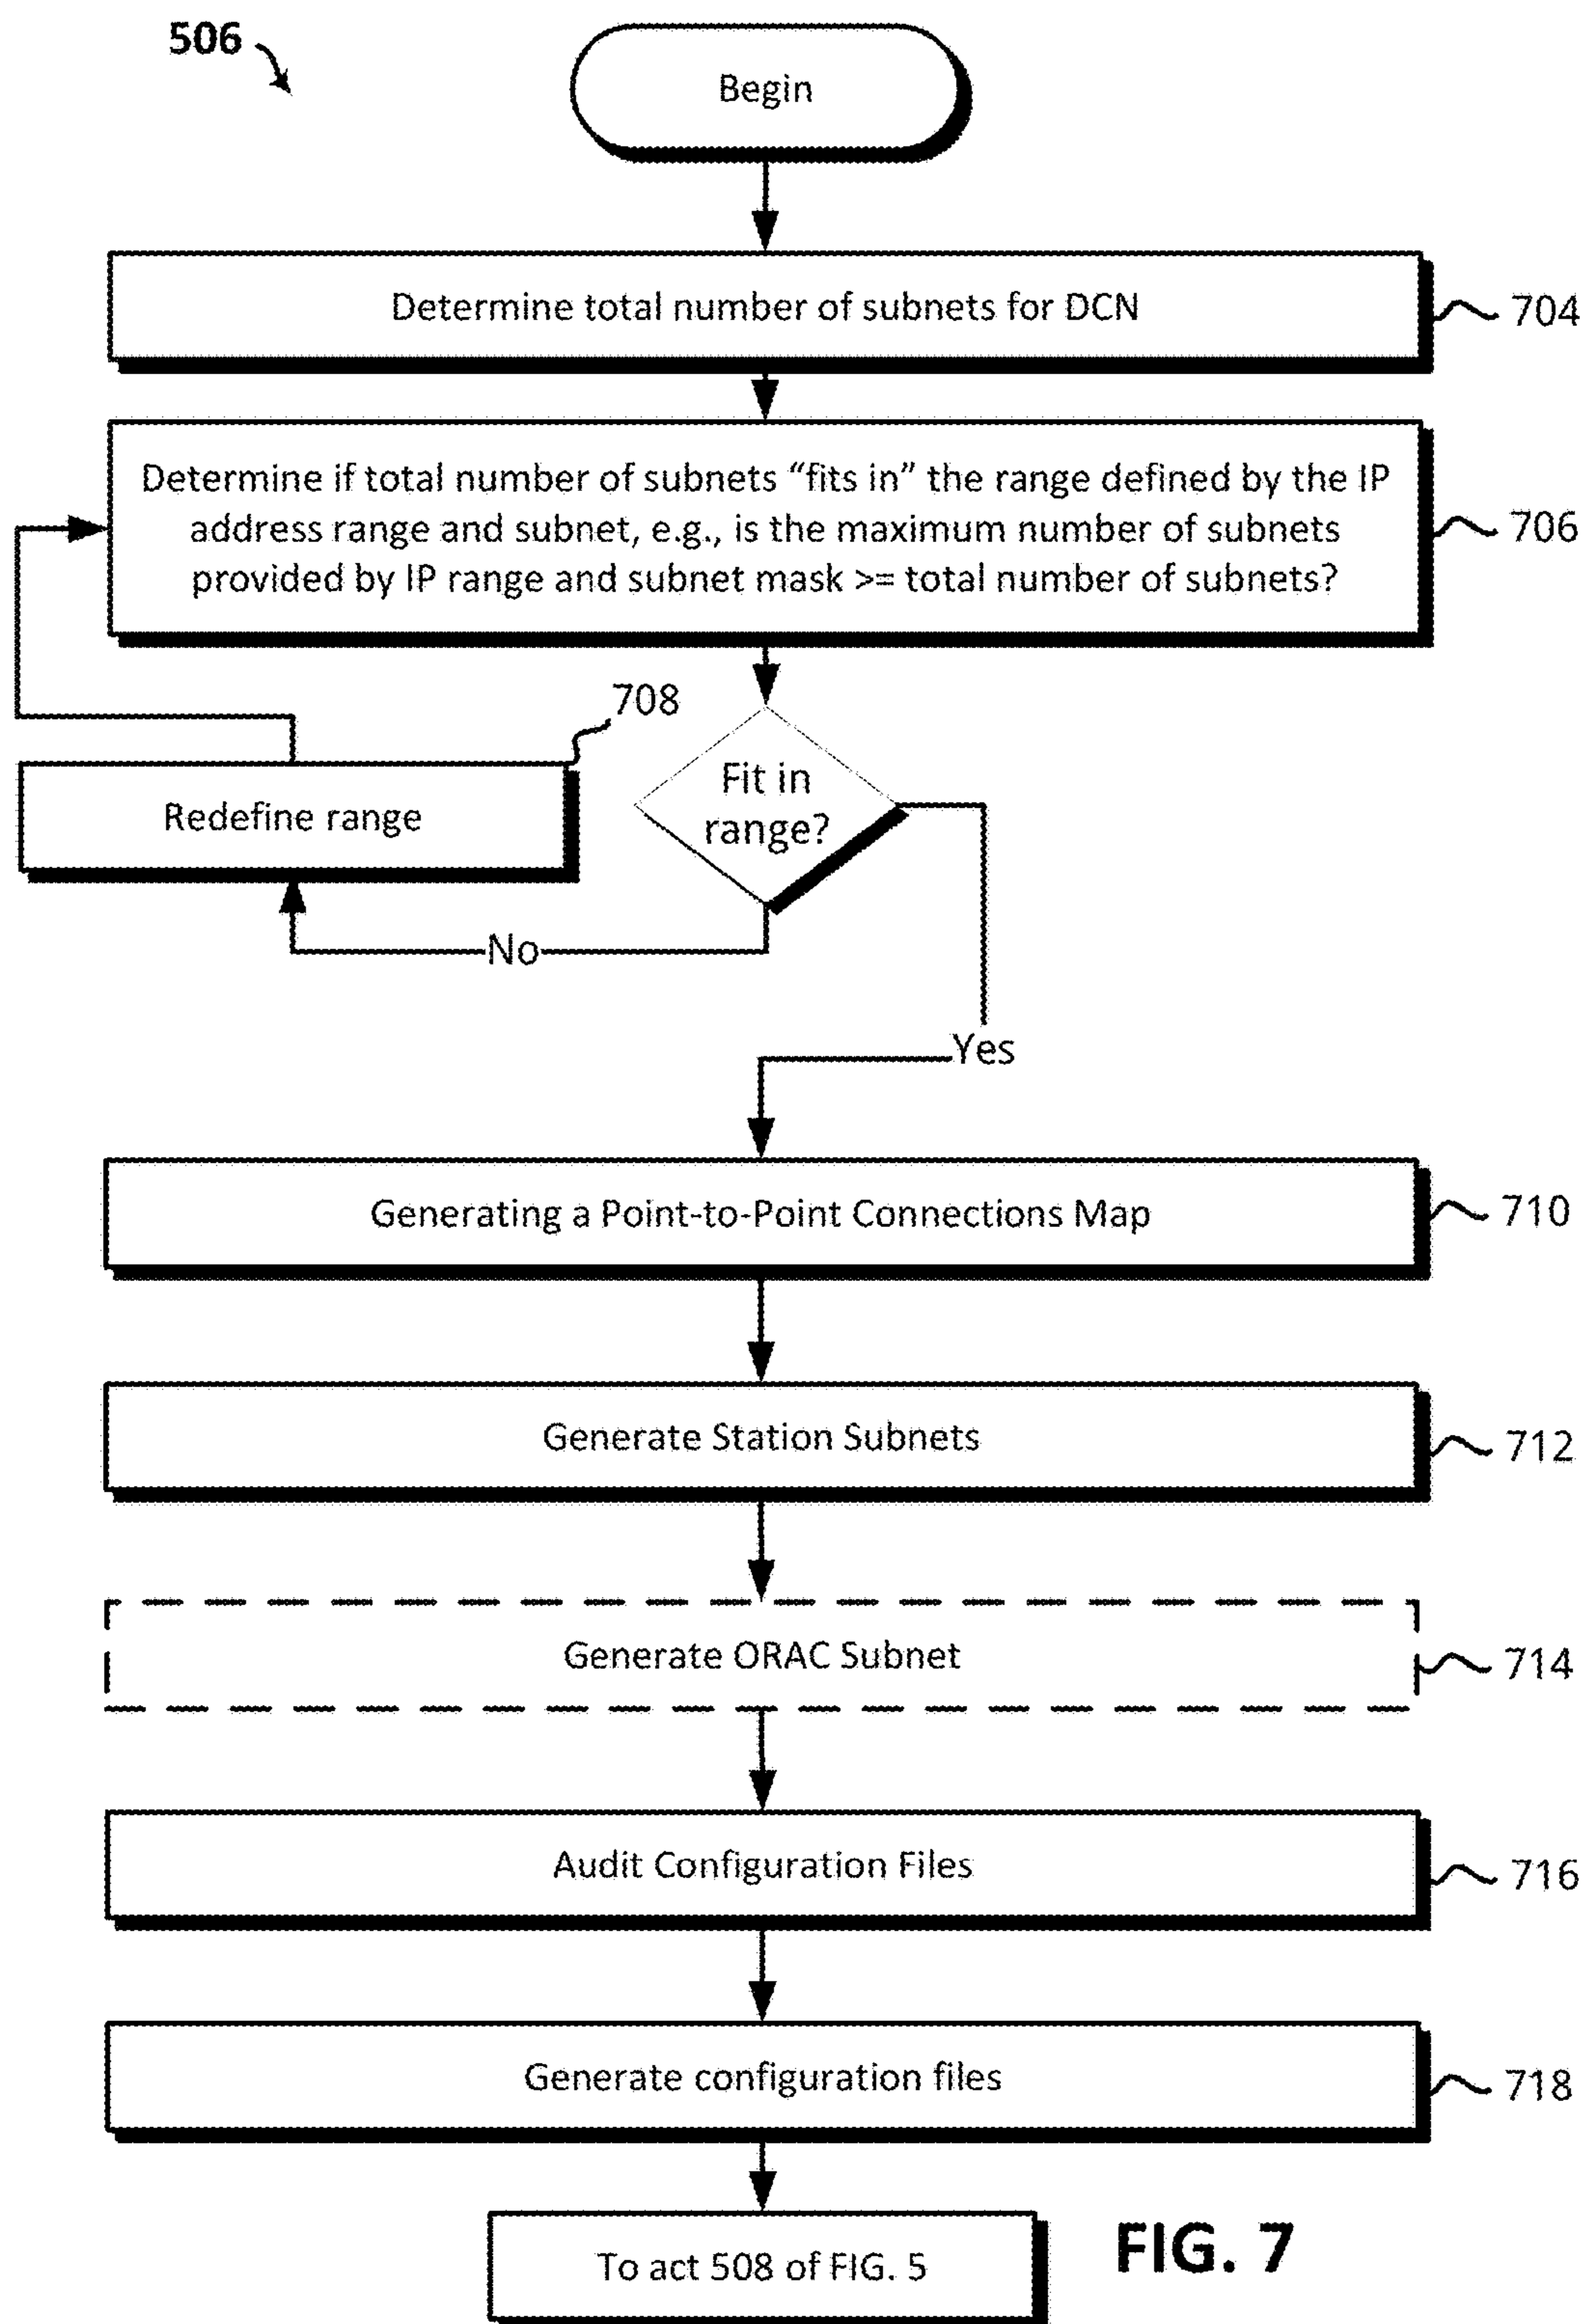 506
Begin
Determine total number of subnets for DCN
704
Determine if total number of subnets “fits in” the range defined by the IP
address range and subnet, e.g., is the maximum number of subnets
provided by IP range and subnet mask >= total number of subnets?
706
708
Redefine range
Fit in
range?
No
Yes
Generating a Point-to-Point Connections Map
710
Generate Station Subnets
712
Generate ORAC Subnet
714
Audit Configuration Files
716
Generate configuration files
718
To act 508 of FIG. 5
FIG. 7